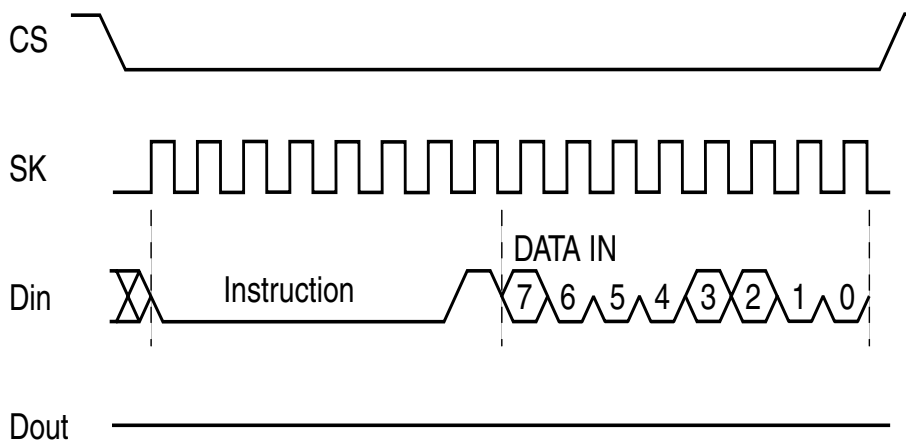 CS
SK
DATA IN
Din Instruction 7 6 5 4 3 2 1 0
Dout